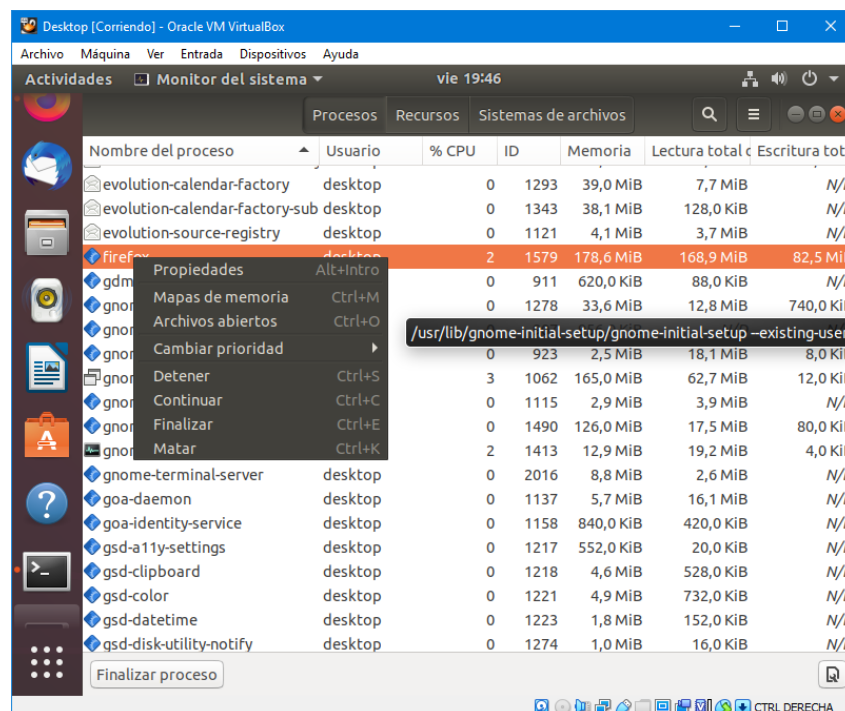 Desktop [Corriendo] - Oracle VM VirtualBox
Archivo Máquina Ver Entrada Dispositivos Ayuda
Actividades Monitor del sistema vie 19:46
Procesos Recursos Sistemas de archivos
Nombre del proceso Usuario % CPU ID Memoria Lectura total d Escritura tot
evolution-calendar-factory desktop 0 1293 39,0 MiB 7,7 MiB N/
evolution-calendar-factory-sub desktop 0 1343 38,1 MiB 128,0 KiB N/
evolution-source-registry desktop 0 1121 4,1 MiB 3,7 MiB N/
firefox desktop 2 1579 178,6 MiB 168,9 MiB 82,5 Mi
gdm 0 911 620,0 KiB 88,0 KiB N/
gnor 0 1278 33,6 MiB 12,8 MiB 740,0 Ki
gnor
gnor 0 923 2,5 MiB 18,1 MiB 8,0 Ki
gnor 3 1062 165,0 MiB 62,7 MiB 12,0 Ki
gnor 0 1115 2,9 MiB 3,9 MiB N/
gnor 0 1490 126,0 MiB 17,5 MiB 80,0 Ki
gnor 2 1413 12,9 MiB 19,2 MiB 4,0 Ki
gnome-terminal-server desktop 0 2016 8,8 MiB 2,6 MiB N/
goa-daemon desktop 0 1137 5,7 MiB 16,1 MiB N/
goa-identity-service desktop 0 1158 840,0 KiB 420,0 KiB N/
gsd-a11y-settings desktop 0 1217 552,0 KiB 20,0 KiB N/
gsd-clipboard desktop 0 1218 4,6 MiB 528,0 KiB N/
gsd-color desktop 0 1221 4,9 MiB 732,0 KiB N/
gsd-datetime desktop 0 1223 1,8 MiB 152,0 KiB N/
gsd-disk-utility-notify desktop 0 1274 1,0 MiB 16,0 KiB N/
Propiedades Alt+Intro
Mapas de memoria Ctrl+M
Archivos abiertos Ctrl+O
Cambiar prioridad
Detener Ctrl+S
Continuar Ctrl+C
Finalizar Ctrl+E
Matar Ctrl+K
/usr/lib/gnome-initial-setup/gnome-initial-setup --existing-user
Finalizar proceso
CTRL DERECHA